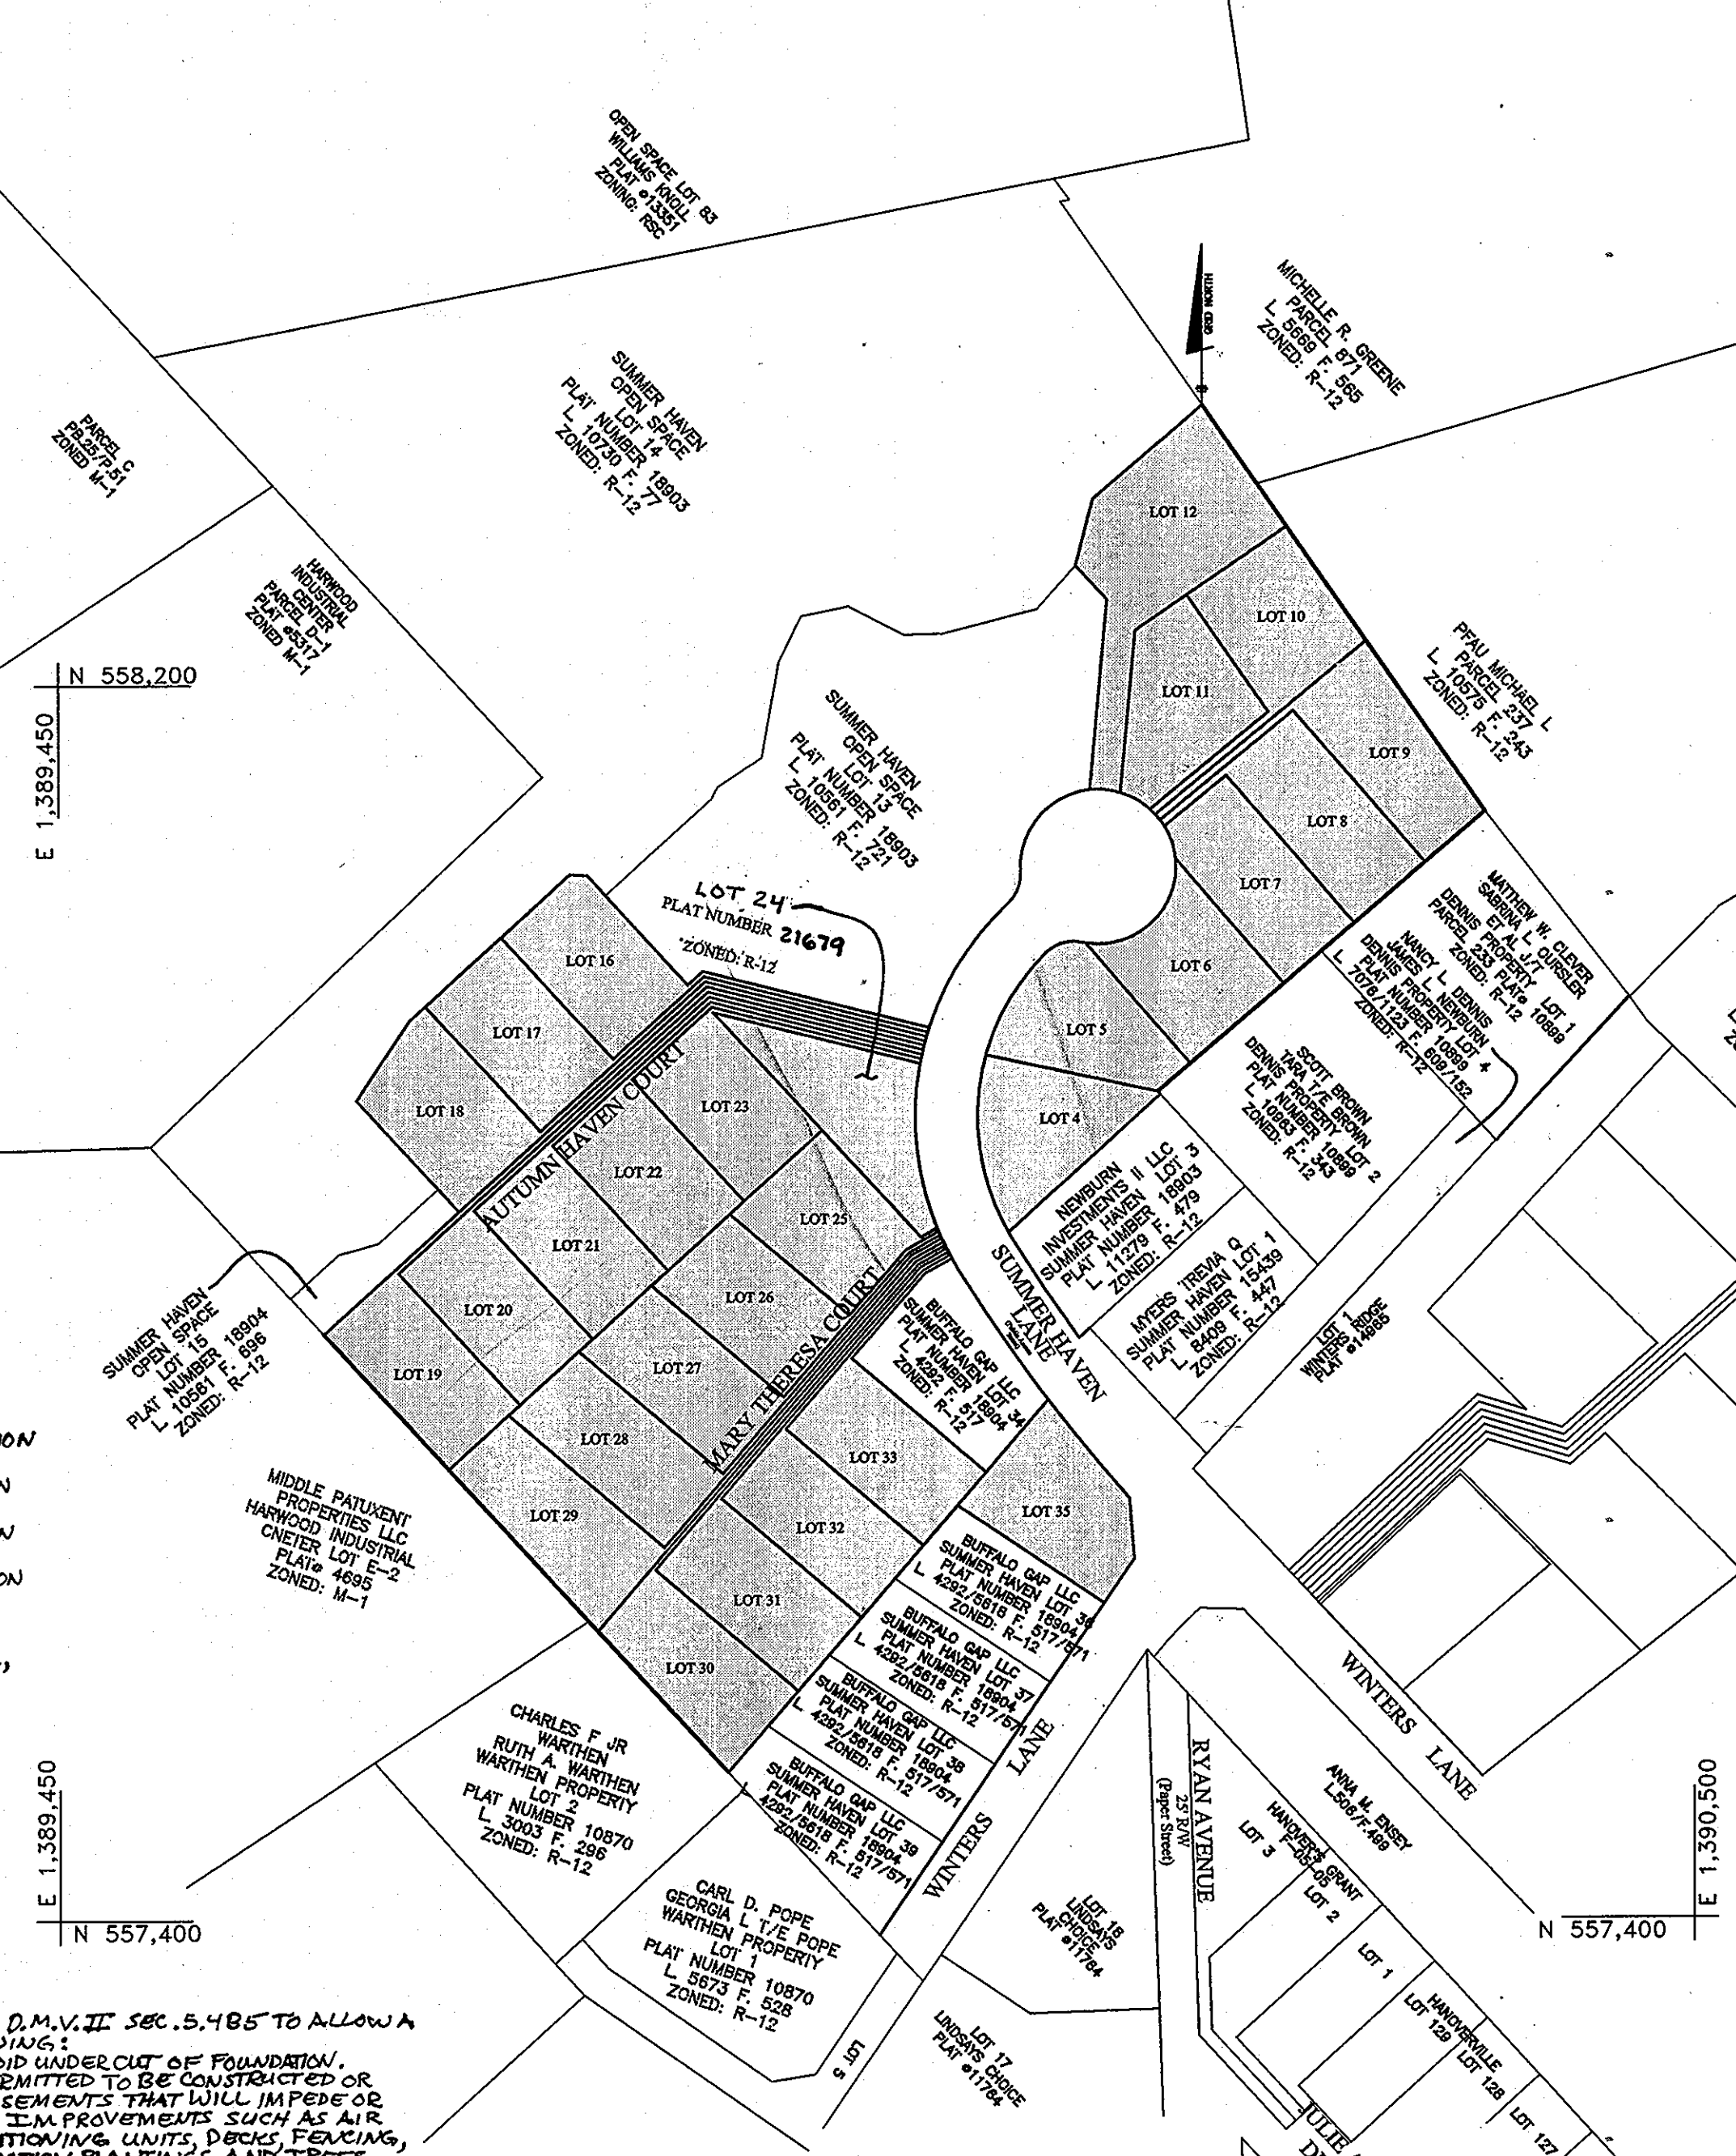 OPEN SPACE LOT 83
WILLIAMS KNOLL
PLAT #13351
ZONING: RSC
GRID NORTH
MICHELLE R. GREENE
PARCEL 871
L 5669 F. 565
ZONED: R-12
SUMMER HAVEN
OPEN SPACE
LOT 14
PLAT NUMBER 18903
L 10730 F. 77
ZONED: R-12
PARCEL C
PB.25/P.51
ZONED M-1
HARWOOD
INDUSTRIAL
CENTER
PARCEL D-1
PLAT #5317
ZONED M-1
N 558,200
E 1,389,450
LOT 12
LOT 10
LOT 11
LOT 9
LOT 8
LOT 7
LOT 6
LOT 5
LOT 4
PFAU MICHAEL L
PARCEL 237
L 10575 F. 243
ZONED: R-12
SUMMER HAVEN
OPEN SPACE
LOT 13
PLAT NUMBER 18903
L 10561 F. 721
ZONED: R-12
LOT 24
PLAT NUMBER 21679
ZONED: R-12
MATTHEW W. CLEVER
SABRINA L OURSLER
ET AL J/T
DENNIS PROPERTY LOT 1
PARCEL 233 PLAT# 10899
ZONED: R-12
NANCY L DENNIS
JAMES L NEWBURN
DENNIS PROPERTY LOT 4
PLAT NUMBER 10899
L 7076/1123 F. 609/152
ZONED: R-12
SCOTT BROWN
TARA T/E BROWN
DENNIS PROPERTY LOT 2
PLAT NUMBER 10899
L 10963 F. 343
ZONED: R-12
NEWBURN
INVESTMENTS II LLC
SUMMER HAVEN LOT 3
PLAT NUMBER 18903
L 11279 F. 479
ZONED: R-12
MYERS TREVIA Q
SUMMER HAVEN LOT 1
PLAT NUMBER 15439
L 8409 F. 447
ZONED: R-12
LOT 1
WINTERS RIDGE
PLAT #14985
LOT 16
LOT 17
LOT 18
AUTUMN HAVEN COURT
LOT 23
LOT 22
LOT 21
LOT 20
LOT 19
LOT 25
LOT 26
LOT 27
LOT 28
LOT 29
MARY THERESA COURT
SUMMER HAVEN
LANE
LOT 33
LOT 32
LOT 31
LOT 30
LOT 35
BUFFALO GAP LLC
SUMMER HAVEN LOT 34
PLAT NUMBER 18904
L 4292 F. 517
ZONED: R-12
BUFFALO GAP LLC
SUMMER HAVEN LOT 36
PLAT NUMBER 18904
L 4292/5618 F. 517/571
ZONED: R-12
BUFFALO GAP LLC
SUMMER HAVEN LOT 37
PLAT NUMBER 18904
L 4292/5618 F. 517/571
ZONED: R-12
BUFFALO GAP LLC
SUMMER HAVEN LOT 38
PLAT NUMBER 18904
L 4292/5618 F. 517/571
ZONED: R-12
BUFFALO GAP LLC
SUMMER HAVEN LOT 39
PLAT NUMBER 18904
4292/5618 F. 517/571
ZONED: R-12
SUMMER HAVEN
OPEN SPACE
LOT 15
PLAT NUMBER 18904
L 10561 F. 696
ZONED: R-12
MIDDLE PATUXENT
PROPERTIES LLC
HARWOOD INDUSTRIAL
CNETER LOT E-2
PLAT# 4695
ZONED: M-1
CHARLES F JR
WARTHEN
RUTH A. WARTHEN
WARTHEN PROPERTY
LOT 2
PLAT NUMBER 10870
L 3003 F. 296
ZONED: R-12
CARL D. POPE
GEORGIA L T/E POPE
WARTHEN PROPERTY
LOT 1
PLAT NUMBER 10870
L 5673 F. 528
ZONED: R-12
LOT 5
WINTERS LANE
WINTERS LANE
RYAN AVENUE
25' R/W
(Paper Street)
ANNA M. ENSEY
L.506/F.498
HANOVER'S GRANT
F-05-05
LOT 3
LOT 2
LOT 1
LOT 18
LINDSAYS
CHOICE
PLAT #11764
LOT 17
LINDSAYS CHOICE
PLAT #11764
HANOVERVILLE
LOT 129
LOT 128
LOT 127
JULIE
E 1,389,450
N 557,400
E 1,390,500
N 557,400
ON
N
N
ON
D.M.V.II SEC. 5.485 TO ALLOW A
DING:
OID UNDERCUT OF FOUNDATION.
RMITTED TO BE CONSTRUCTED OR
SEMENTS THAT WILL IMPEDE OR
IMPROVEMENTS SUCH AS AIR
TIONING UNITS, DECKS, FENCING,